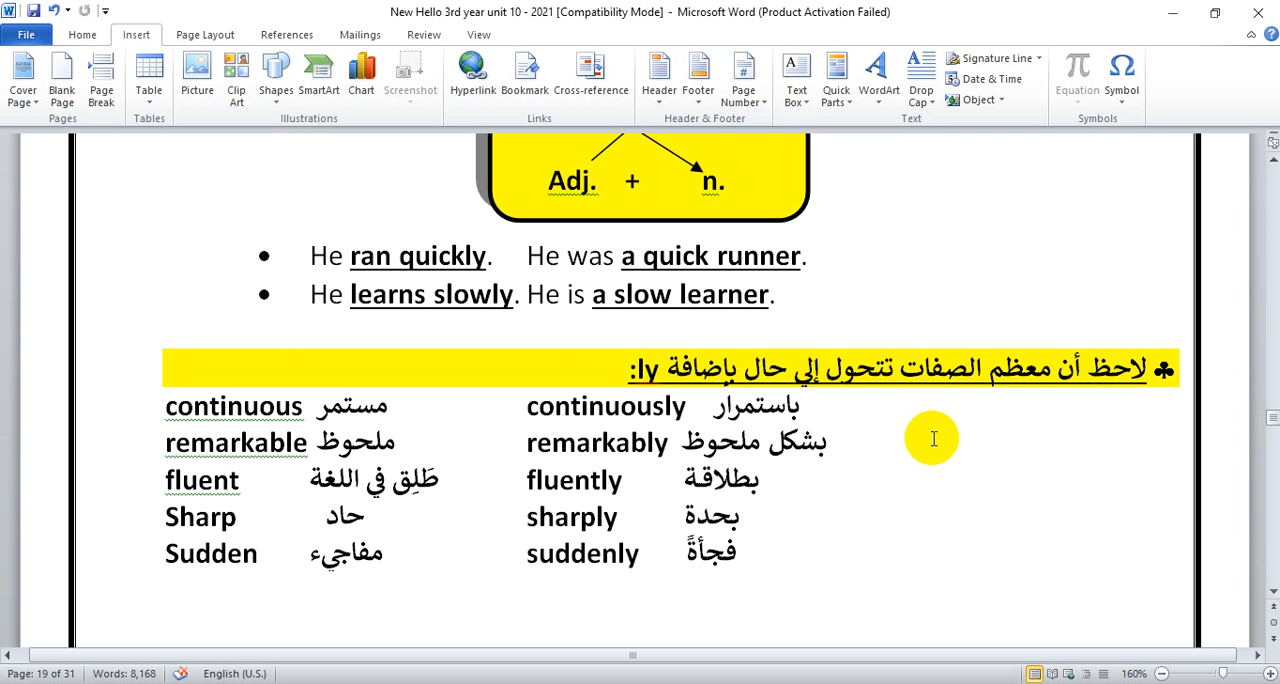 New Hello 3rd year unit 10 - 2021 [Compatibility Mode] - Microsoft Word (Product Activation Failed)
File Home Insert Page Layout References Mailings Review View
Cover Page Blank Page Page Break Table Picture Clip Art Shapes SmartArt Chart Screenshot Hyperlink Bookmark Cross-reference Header Footer Page Number Text Box Quick Parts WordArt Drop Cap Signature Line Date & Time Object Equation Symbol
Pages Tables Illustrations Links Header & Footer Text Symbols
Adj. + n.
• He ran quickly. He was a quick runner.
• He learns slowly. He is a slow learner.
♣ لاحظ أن معظم الصفات تتحول إلي حال بإضافة ly:
continuous مستمر continuously باستمرار
remarkable ملحوظ remarkably بشكل ملحوظ
fluent طَلِق في اللغة fluently بطلاقة
Sharp حاد sharply بحدة
Sudden مفاجيء suddenly فجأةً
Page: 19 of 31 Words: 8,168 English (U.S.) 160%